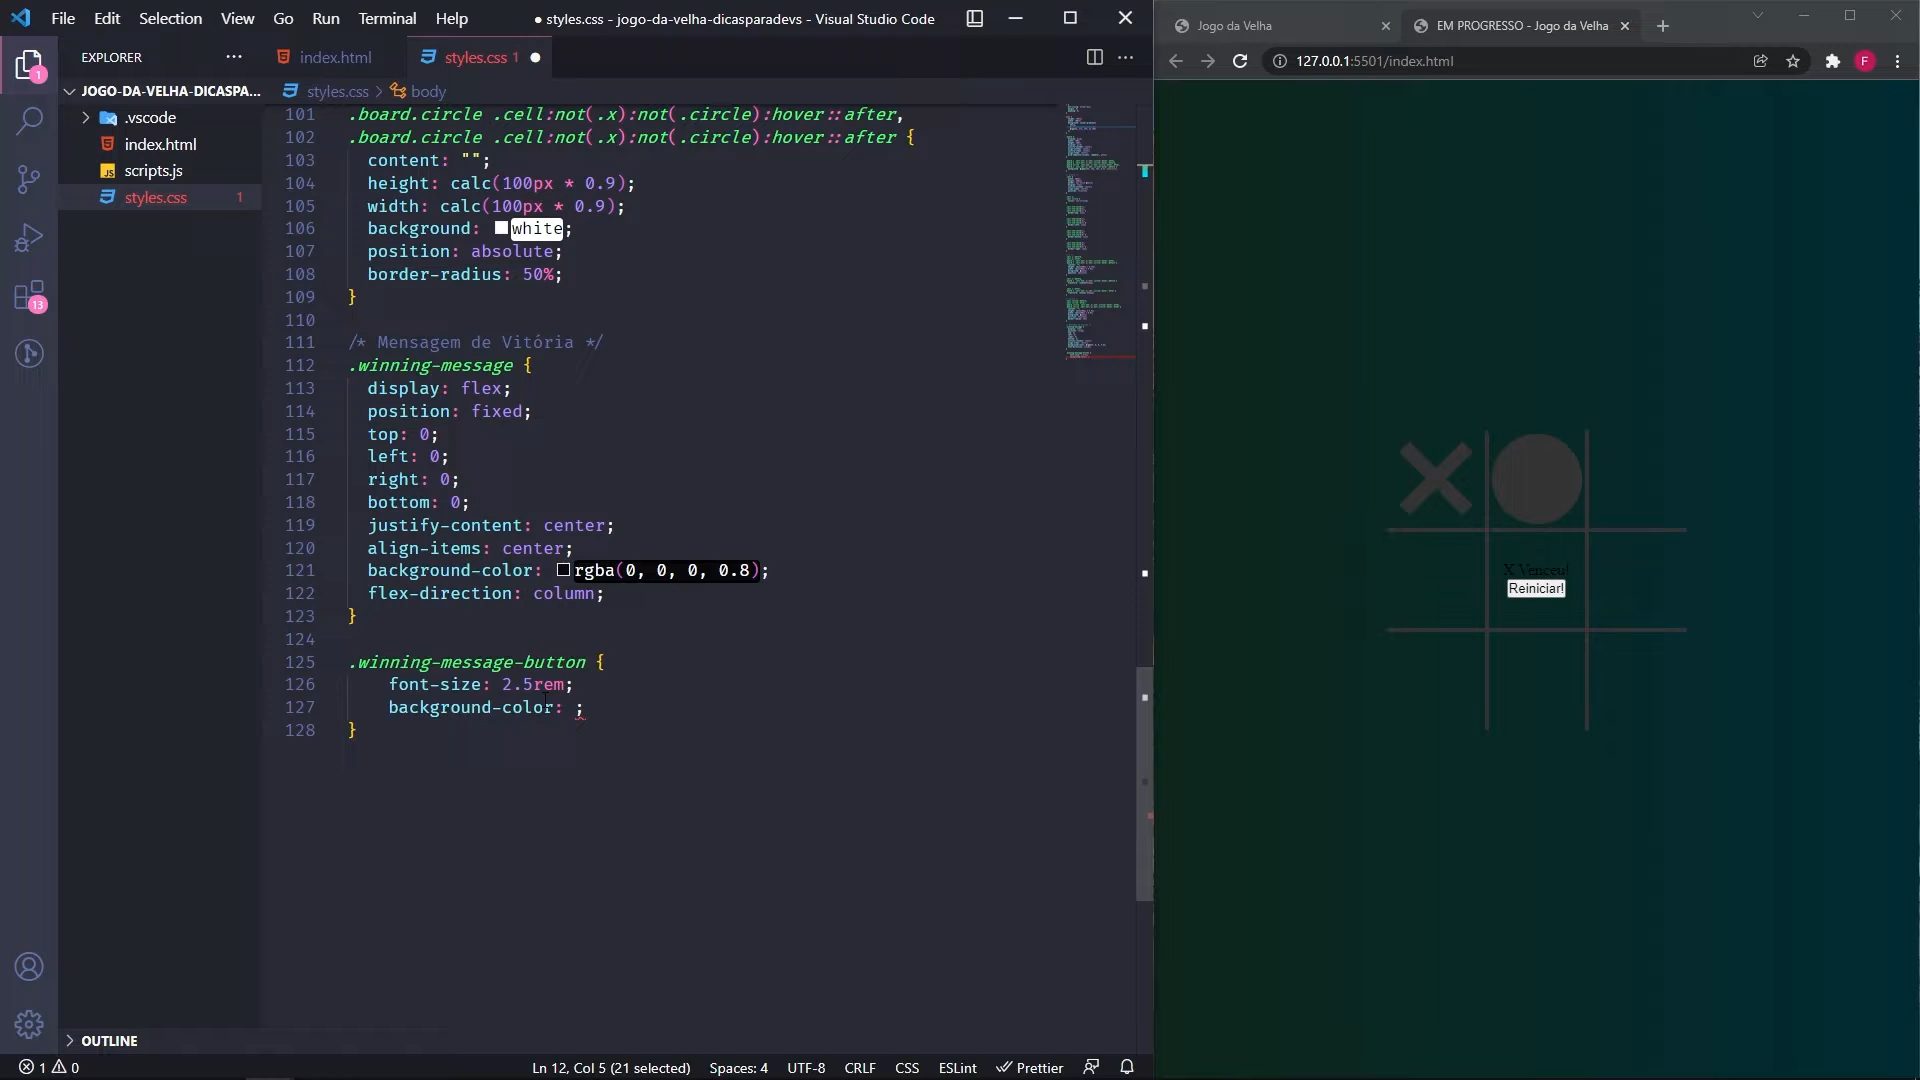 File Edit Selection View Go Run Terminal Help
● styles.css - jogo-da-velha-dicasparadevs - Visual Studio Code
EXPLORER
JOGO-DA-VELHA-DICASPA...
.vscode
index.html
JS scripts.js
styles.css 1
OUTLINE
1
13
index.html
styles.css 1
styles.css > body
101 .board.circle .cell:not(.x):not(.circle):hover::after,
102 .board.circle .cell:not(.x):not(.circle):hover::after {
103 content: "";
104 height: calc(100px * 0.9);
105 width: calc(100px * 0.9);
106 background: white;
107 position: absolute;
108 border-radius: 50%;
109 }
110
111 /* Mensagem de Vitória */
112 .winning-message {
113 display: flex;
114 position: fixed;
115 top: 0;
116 left: 0;
117 right: 0;
118 bottom: 0;
119 justify-content: center;
120 align-items: center;
121 background-color: rgba(0, 0, 0, 0.8);
122 flex-direction: column;
123 }
124
125 .winning-message-button {
126 font-size: 2.5rem;
127 background-color: ;
128 }
1 0
Ln 12, Col 5 (21 selected) Spaces: 4 UTF-8 CRLF CSS ESLint Prettier
Jogo da Velha
EM PROGRESSO - Jogo da Velha
127.0.0.1:5501/index.html
F
X Venceu!
Reiniciar!